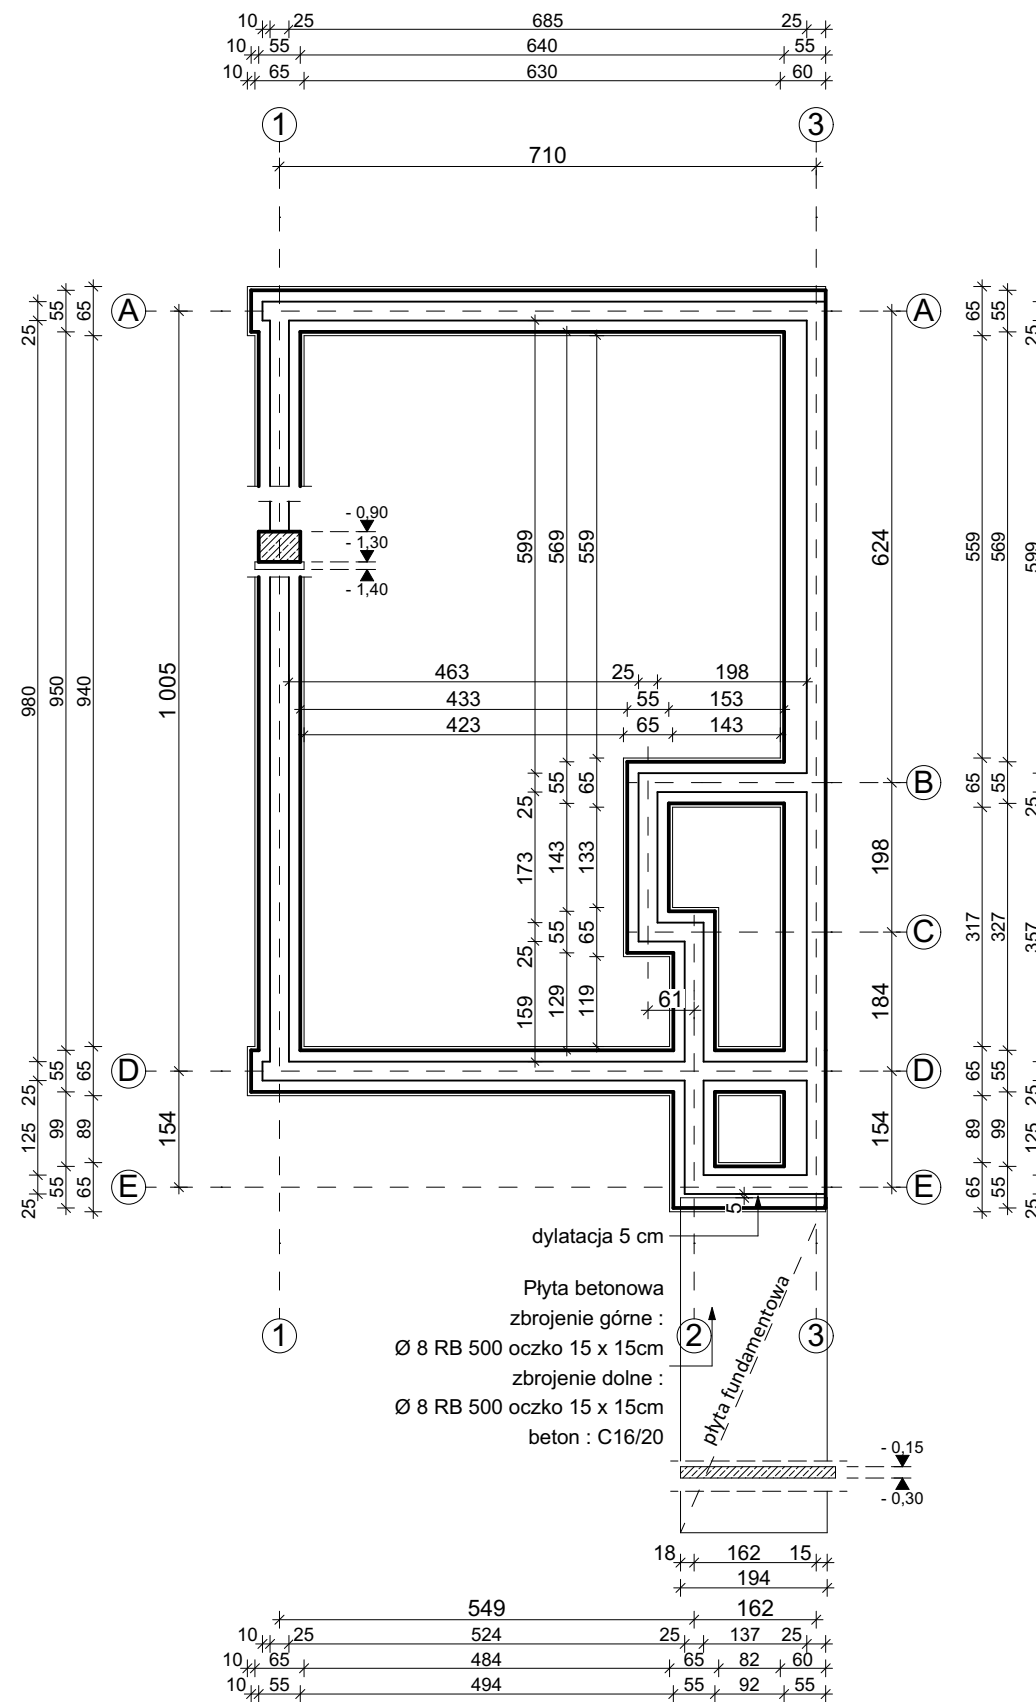 10 25 685 25
10 55 640 55
10 65 630 60
1 3
710
A A
25 55 65
65 55 25
980 950 940
1 005
- 0,90
- 1,30
- 1,40
599 569 559
624
559 569 599
463 25 198
433 55 153
423 65 143
25 55 65
B
65 55 25
173 143 133
198
25 55 65
C
317 327 357
61
159 129 119
184
D D
25 55 65
65 55 25
125 99 89
154
154
89 99 125
E E
25 55 65
65 55 25
5
dylatacja 5 cm
Płyta betonowa
zbrojenie górne :
Ø 8 RB 500 oczko 15 x 15cm
zbrojenie dolne :
Ø 8 RB 500 oczko 15 x 15cm
beton : C16/20
płyta fundamentowa
1 2 3
- 0,15
- 0,30
18 162 15
194
549 162
10 25 524 25 137 25
10 65 484 65 82 60
10 55 494 55 92 55